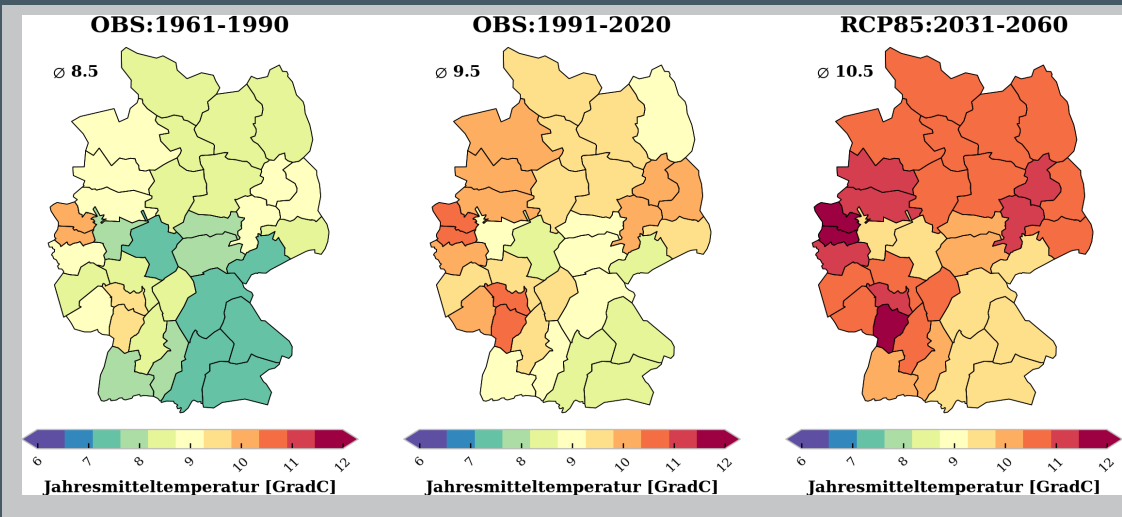 OBS:1961-1990 OBS:1991-2020 RCP85:2031-2060
∅ 8.5 ∅ 9.5 ∅ 10.5
6 7 8 9 10 11 12 6 7 8 9 10 11 12 6 7 8 9 10 11 12
Jahresmitteltemperatur [GradC] Jahresmitteltemperatur [GradC] Jahresmitteltemperatur [GradC]